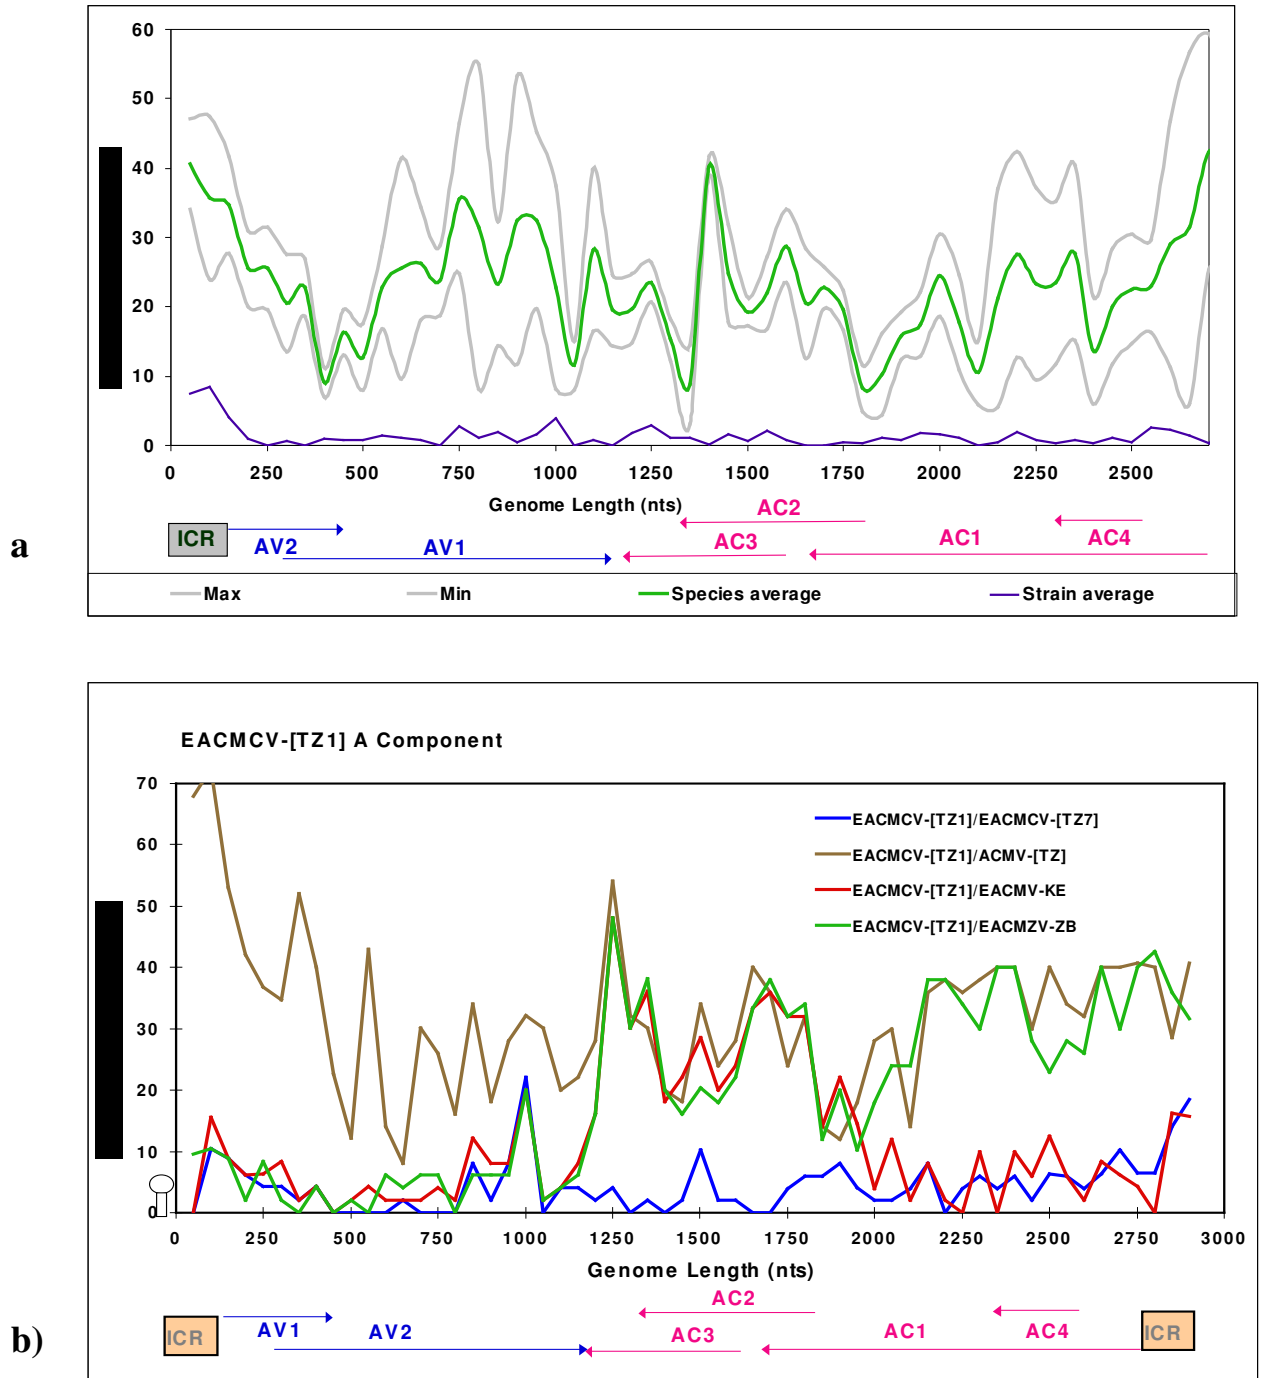 60
50
40
30
20
10
0
0 250 500 750 1000 1250 1500 1750 2000 2250 2500
Genome Length (nts)
a
ICR AV2 AV1 AC2 AC3 AC1 AC4
Max Min Species average Strain average
EACMCV-[TZ1] A Component
70
60
50
40
30
20
10
0
EACMCV-[TZ1]/EACMCV-[TZ7]
EACMCV-[TZ1]/ACMV-[TZ]
EACMCV-[TZ1]/EACMV-KE
EACMCV-[TZ1]/EACMZV-ZB
0 250 500 750 1000 1250 1500 1750 2000 2250 2500 2750 3000
Genome Length (nts)
b)
ICR AV1 AV2 AC2 AC3 AC1 AC4 ICR